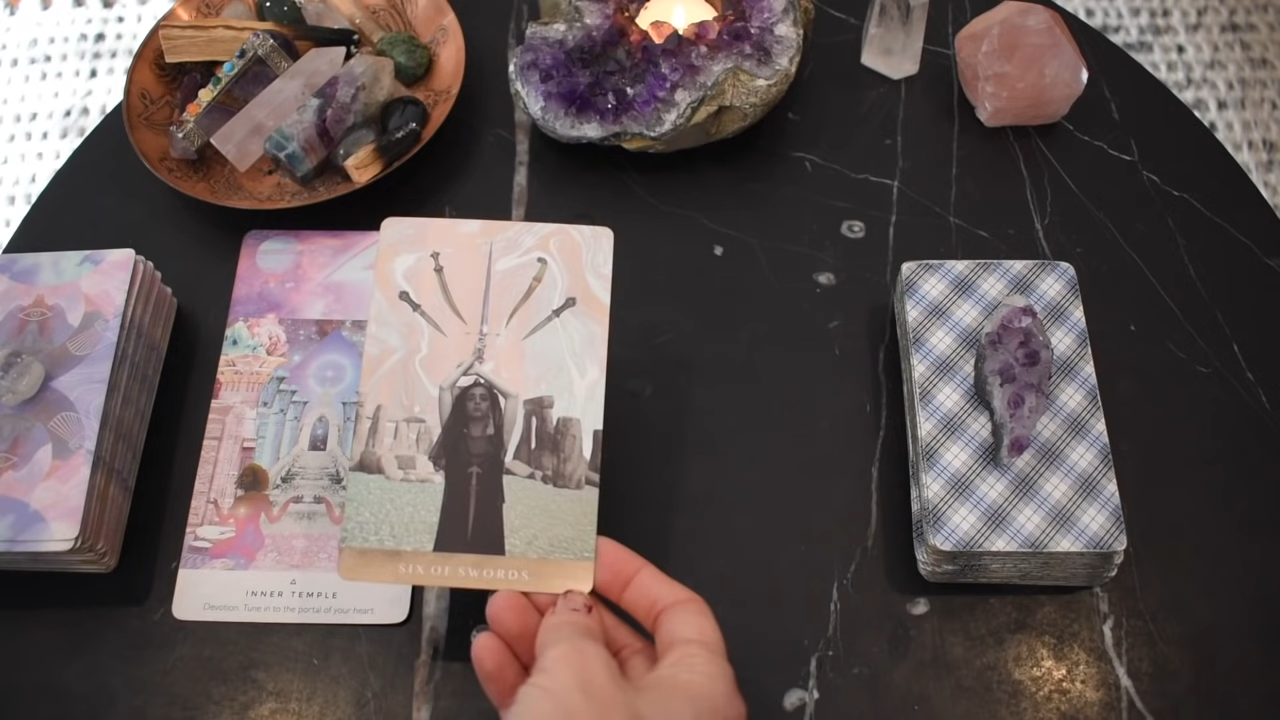 INNER TEMPLE
Devotion. Tune in to the portal of your heart.
SIX OF SWORDS